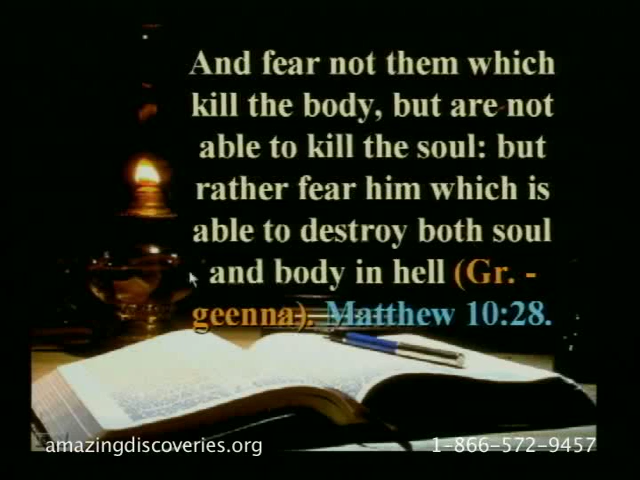 And fear not them which
kill the body, but are not
able to kill the soul: but
rather fear him which is
able to destroy both soul
and body in hell (Gr. -
geenna). Matthew 10:28.
amazingdiscoveries.org 1-866-572-9457